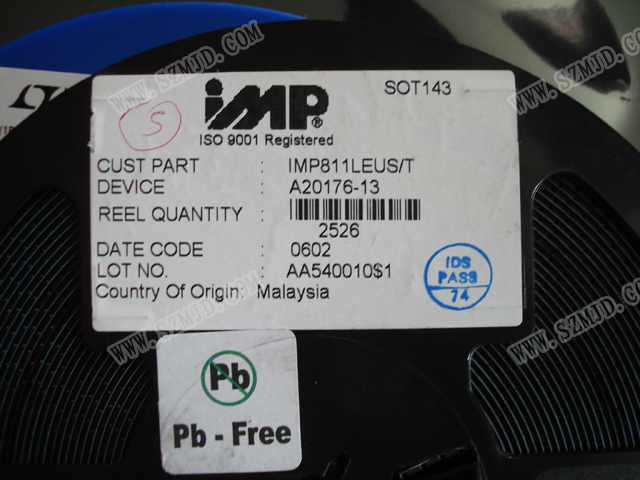 WWW.SZMJD.COM
WWW.SZMJD.COM
S
imp®
SOT143
ISO 9001 Registered
CUST PART : IMP811LEUS/T
DEVICE : A20176-13
REEL QUANTITY :
2526
DATE CODE : 0602
LOT NO. : AA540010$1
Country Of Origin: Malaysia
IDS
PASS
74
WWW.SZMJD.COM
WWW.SZMJD.COM
Pb
Pb - Free